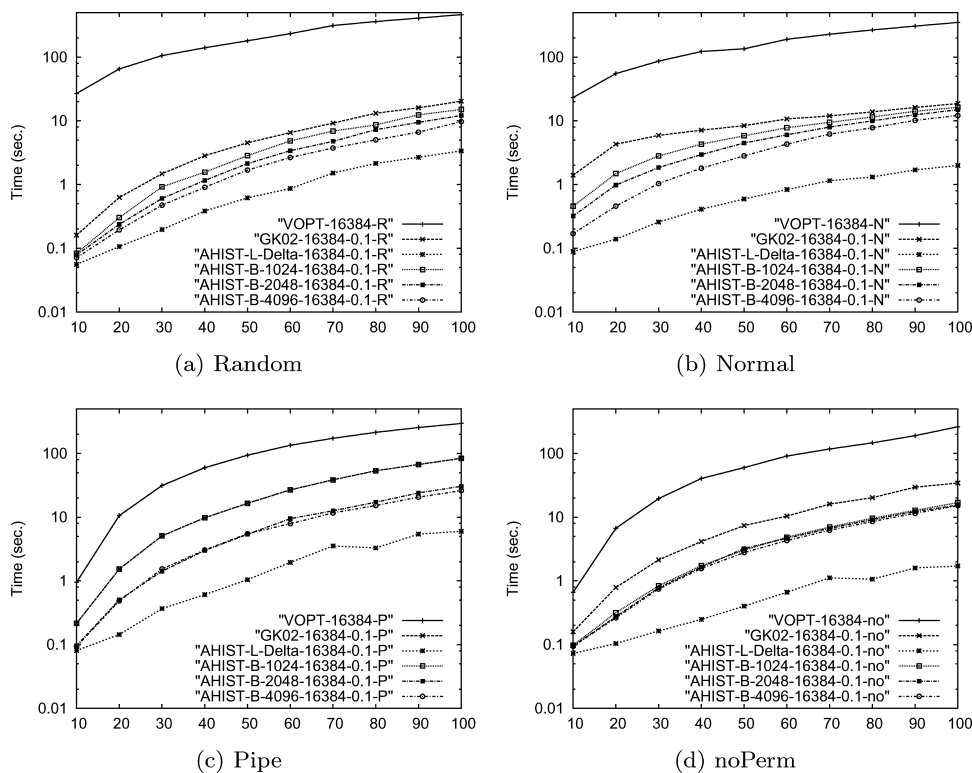 100
10
1
0.1
0.01
Time (sec.)
"VOPT-16384-R"
"GK02-16384-0.1-R"
"AHIST-L-Delta-16384-0.1-R"
"AHIST-B-1024-16384-0.1-R"
"AHIST-B-2048-16384-0.1-R"
"AHIST-B-4096-16384-0.1-R"
10 20 30 40 50 60 70 80 90 100
(a) Random
100
10
1
0.1
0.01
Time (sec.)
"VOPT-16384-N"
"GK02-16384-0.1-N"
"AHIST-L-Delta-16384-0.1-N"
"AHIST-B-1024-16384-0.1-N"
"AHIST-B-2048-16384-0.1-N"
"AHIST-B-4096-16384-0.1-N"
10 20 30 40 50 60 70 80 90 100
(b) Normal
100
10
1
0.1
0.01
Time (sec.)
"VOPT-16384-P"
"GK02-16384-0.1-P"
"AHIST-L-Delta-16384-0.1-P"
"AHIST-B-1024-16384-0.1-P"
"AHIST-B-2048-16384-0.1-P"
"AHIST-B-4096-16384-0.1-P"
10 20 30 40 50 60 70 80 90 100
(c) Pipe
100
10
1
0.1
0.01
Time (sec.)
"VOPT-16384-no"
"GK02-16384-0.1-no"
"AHIST-L-Delta-16384-0.1-no"
"AHIST-B-1024-16384-0.1-no"
"AHIST-B-2048-16384-0.1-no"
"AHIST-B-4096-16384-0.1-no"
10 20 30 40 50 60 70 80 90 100
(d) noPerm